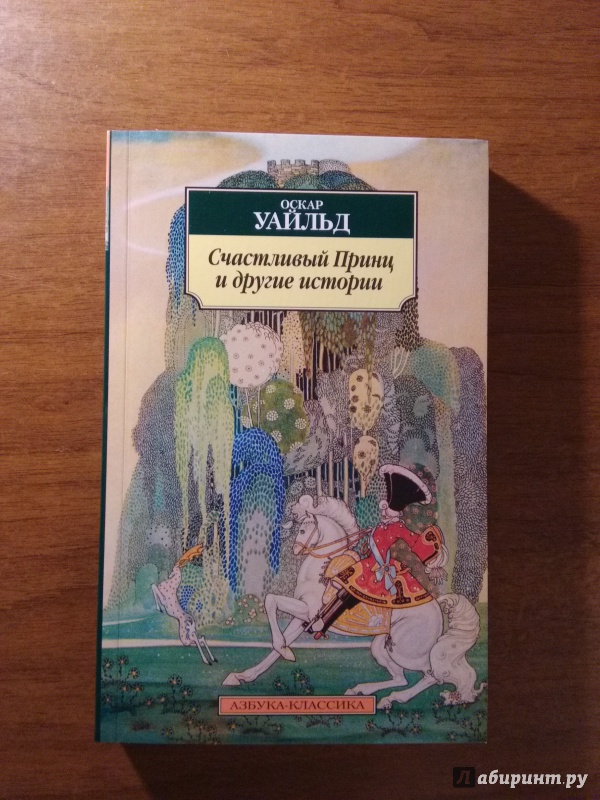 ОСКАР
УАЙЛЬД
Счастливый Принц
и другие истории
АЗБУКА-КЛАССИКА
Лабиринт.ру